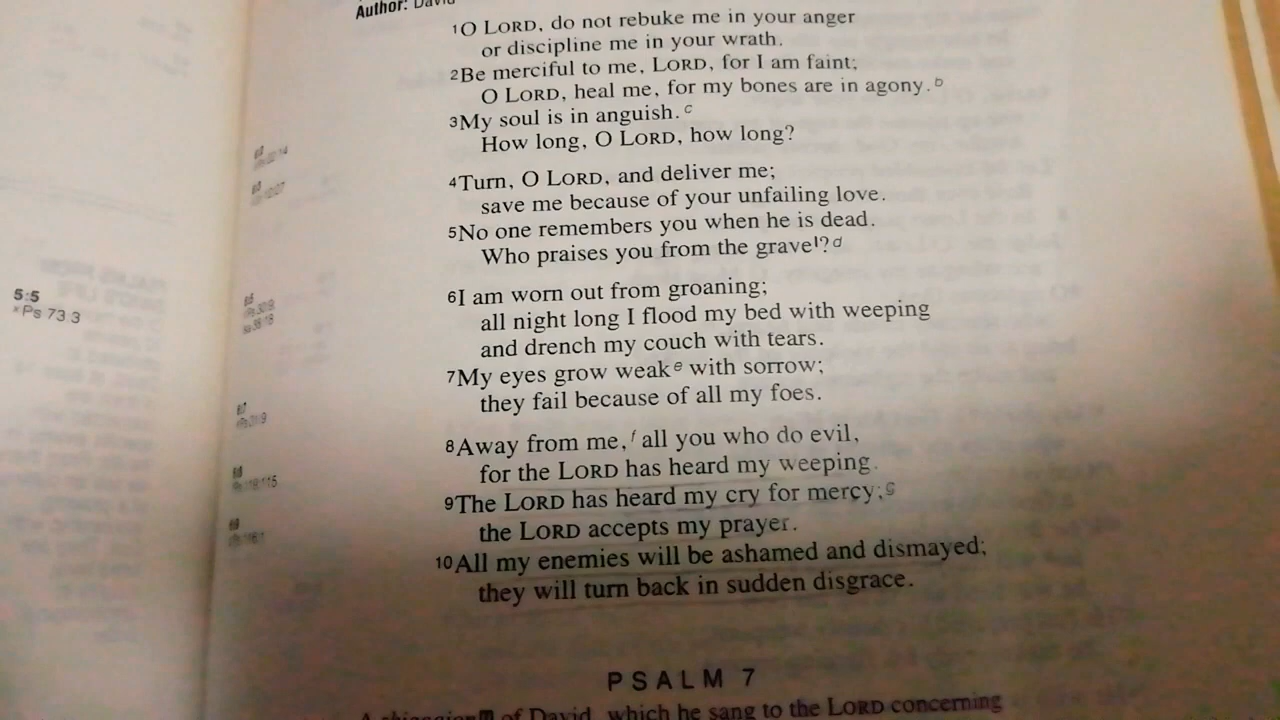 Author: David
1O LORD, do not rebuke me in your anger
or discipline me in your wrath.
2Be merciful to me, LORD, for I am faint;
O LORD, heal me, for my bones are in agony. b
3My soul is in anguish. c
How long, O LORD, how long?
4Turn, O LORD, and deliver me;
save me because of your unfailing love.
5No one remembers you when he is dead.
Who praises you from the grave l? d
6I am worn out from groaning;
all night long I flood my bed with weeping
and drench my couch with tears.
7My eyes grow weak e with sorrow;
they fail because of all my foes.
8Away from me, f all you who do evil,
for the LORD has heard my weeping.
9The LORD has heard my cry for mercy; g
the LORD accepts my prayer.
10All my enemies will be ashamed and dismayed;
they will turn back in sudden disgrace.
5:5
x Ps 73:3
PSALM 7
of David, which he sang to the LORD concerning